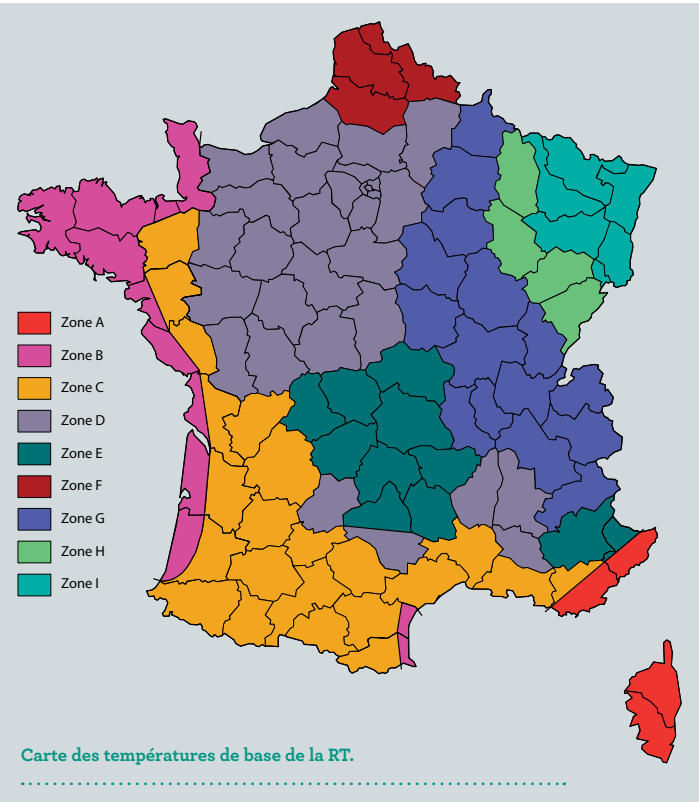 Zone A
Zone B
Zone C
Zone D
Zone E
Zone F
Zone G
Zone H
Zone I
Carte des températures de base de la RT.